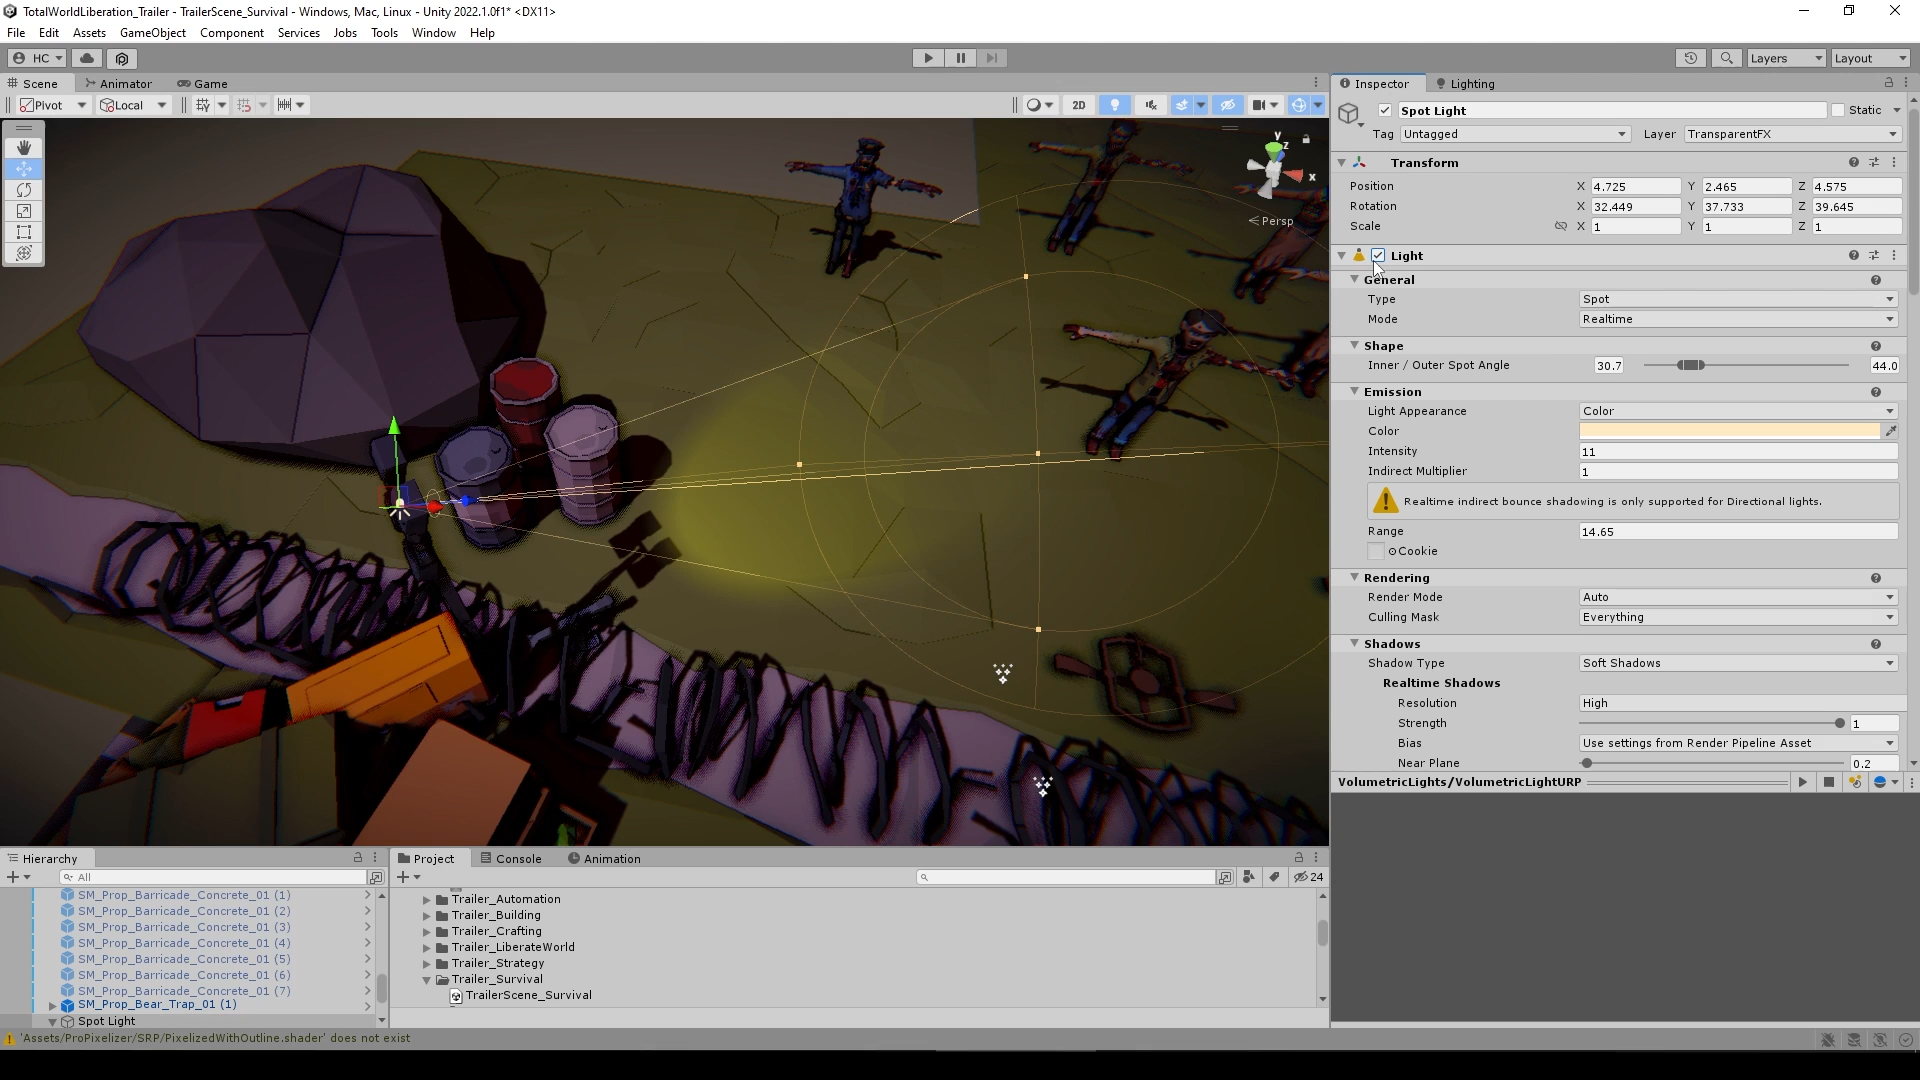 TotalWorldLiberation_Trailer - TrailerScene_Survival - Windows, Mac, Linux - Unity 2022.1.0f1* <DX11>
File Edit Assets GameObject Component Services Jobs Tools Window Help
HC Layers Layout
Scene Animator Game Inspector Lighting
Pivot Local 2D
Spot Light Static
Tag Untagged Layer TransparentFX
Transform
Position X 4.725 Y 2.465 Z 4.575
Rotation X 32.449 Y 37.733 Z 39.645
Scale X 1 Y 1 Z 1
y
z
x
Persp
Light
General
Type Spot
Mode Realtime
Shape
Inner / Outer Spot Angle 30.7 44.0
Emission
Light Appearance Color
Color
Intensity 11
Indirect Multiplier 1
Realtime indirect bounce shadowing is only supported for Directional lights.
Range 14.65
Cookie
Rendering
Render Mode Auto
Culling Mask Everything
Shadows
Shadow Type Soft Shadows
Realtime Shadows
Resolution High
Strength 1
Bias Use settings from Render Pipeline Asset
Near Plane 0.2
VolumetricLights/VolumetricLightURP
Hierarchy
All
SM_Prop_Barricade_Concrete_01 (1)
SM_Prop_Barricade_Concrete_01 (2)
SM_Prop_Barricade_Concrete_01 (3)
SM_Prop_Barricade_Concrete_01 (4)
SM_Prop_Barricade_Concrete_01 (5)
SM_Prop_Barricade_Concrete_01 (6)
SM_Prop_Barricade_Concrete_01 (7)
SM_Prop_Bear_Trap_01 (1)
Spot Light
Project Console Animation
24
Trailer_Automation
Trailer_Building
Trailer_Crafting
Trailer_LiberateWorld
Trailer_Strategy
Trailer_Survival
TrailerScene_Survival
'Assets/ProPixelizer/SRP/PixelizedWithOutline.shader' does not exist